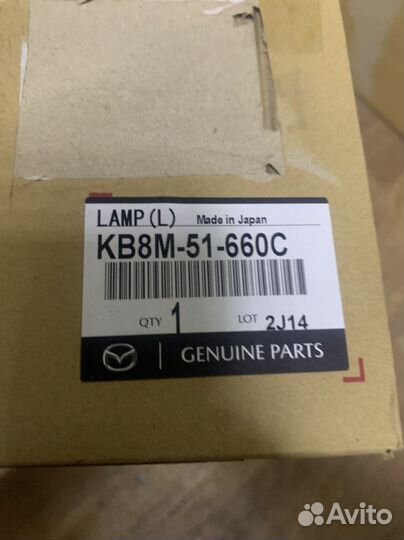 LAMP(L) Made in Japan
KB8M-51-660C
QTY 1 LOT 2J14
GENUINE PARTS
Avito